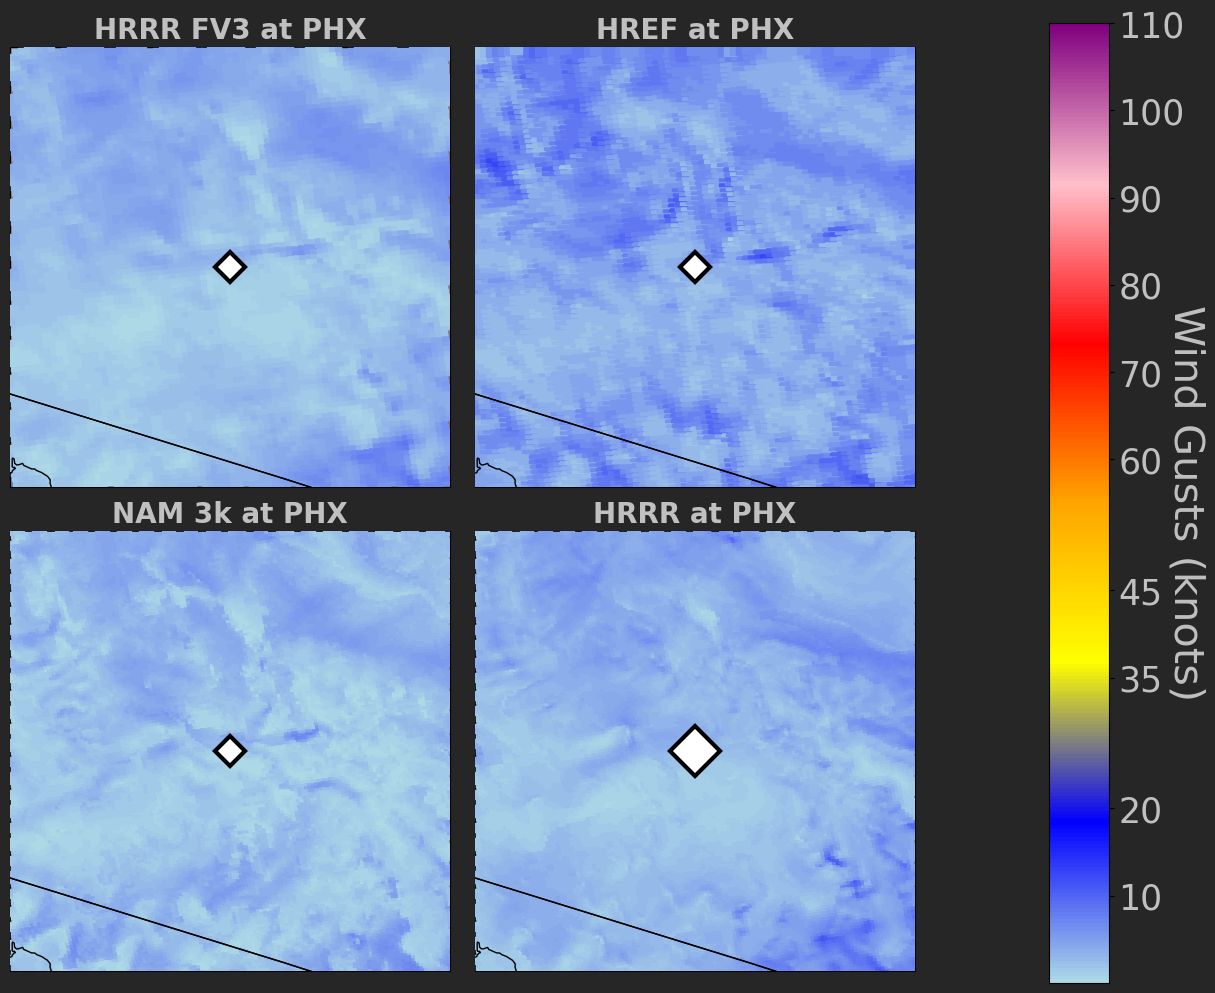 HRRR FV3 at PHX
HREF at PHX
NAM 3k at PHX
HRRR at PHX
110
100
90
80
70
60
45
35
20
10
Wind Gusts (knots)